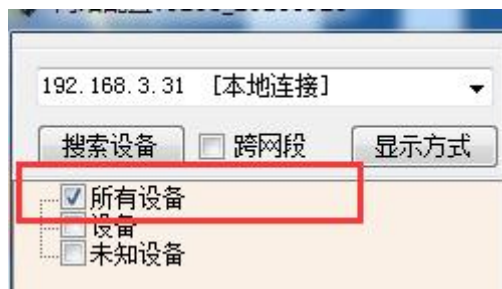 192.168.3.31 [本地连接]
搜索设备 跨网段 显示方式
所有设备
设备
未知设备